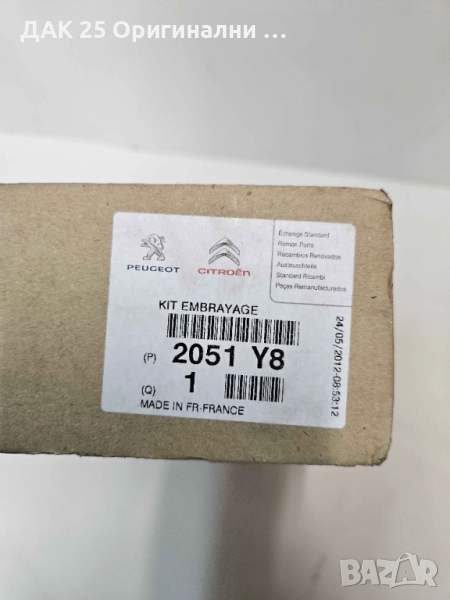 ДАК 25 Оригинални ...
Echange Standard
Reman Parts
Recambios Renovados
Austauschteile
Standard Ricambi
Peças Remanufacturadas
PEUGEOT
CITROËN
KIT EMBRAYAGE
(P) 2051 Y8
(Q) 1
MADE IN FR-FRANCE
24/05/2012-08:53:12
BAZAR